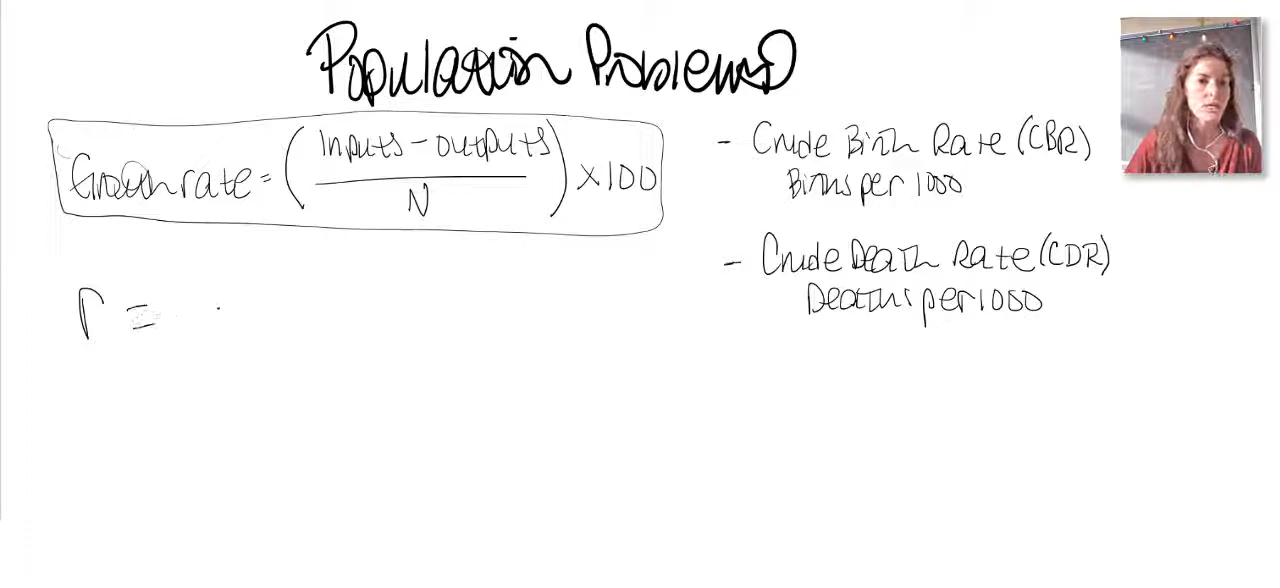 Population Problems
Growth rate = (inputs - outputs / N) × 100
- Crude Birth Rate (CBR)
Births per 1000
- Crude Death Rate (CDR)
Deaths per 1000
r =